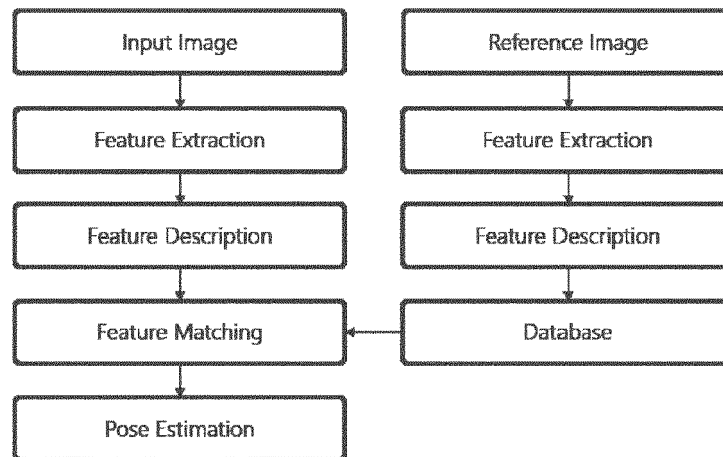 Input Image
Reference Image
Feature Extraction
Feature Extraction
Feature Description
Feature Description
Feature Matching
Database
Pose Estimation